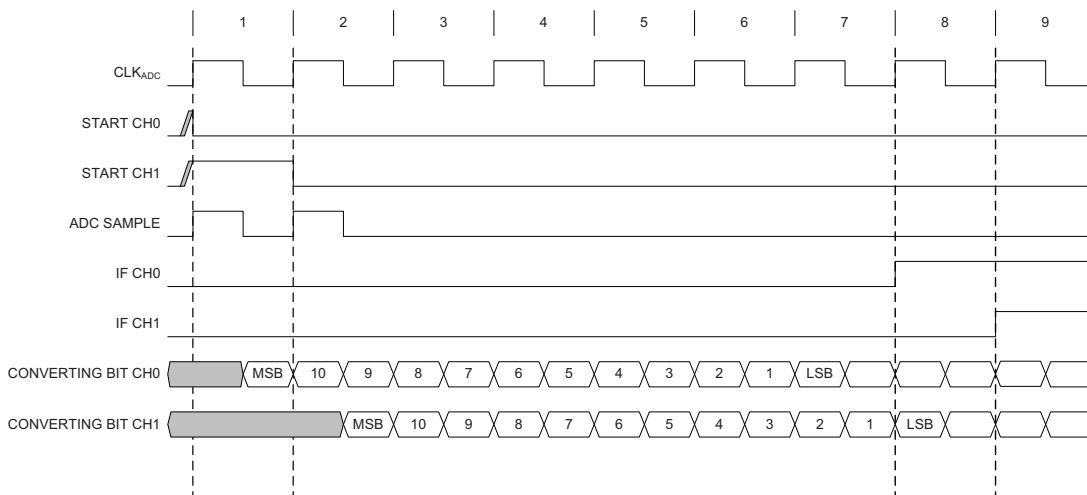 1 2 3 4 5 6 7 8 9
CLKADC
START CH0
START CH1
ADC SAMPLE
IF CH0
IF CH1
CONVERTING BIT CH0 MSB 10 9 8 7 6 5 4 3 2 1 LSB
CONVERTING BIT CH1 MSB 10 9 8 7 6 5 4 3 2 1 LSB